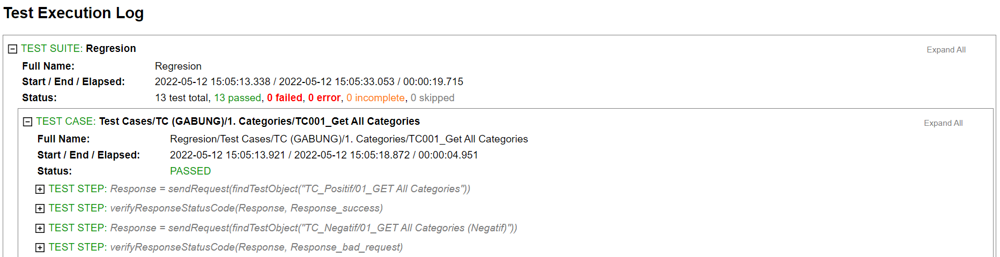 Test Execution Log
TEST SUITE: Regresion
Expand All
Full Name: Regresion
Start / End / Elapsed: 2022-05-12 15:05:13.338 / 2022-05-12 15:05:33.053 / 00:00:19.715
Status: 13 test total, 13 passed, 0 failed, 0 error, 0 incomplete, 0 skipped
TEST CASE: Test Cases/TC (GABUNG)/1. Categories/TC001_Get All Categories
Expand All
Full Name: Regresion/Test Cases/TC (GABUNG)/1. Categories/TC001_Get All Categories
Start / End / Elapsed: 2022-05-12 15:05:13.921 / 2022-05-12 15:05:18.872 / 00:00:04.951
Status: PASSED
TEST STEP: Response = sendRequest(findTestObject("TC_Positif/01_GET All Categories"))
TEST STEP: verifyResponseStatusCode(Response, Response_success)
TEST STEP: Response = sendRequest(findTestObject("TC_Negatif/01_GET All Categories (Negatif)"))
TEST STEP: verifyResponseStatusCode(Response, Response_bad_request)